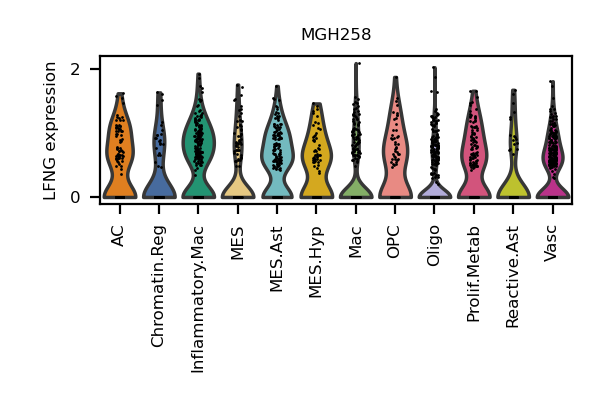 MGH258
LFNG expression
2
0
AC
Chromatin.Reg
Inflammatory.Mac
MES
MES.Ast
MES.Hyp
Mac
OPC
Oligo
Prolif.Metab
Reactive.Ast
Vasc